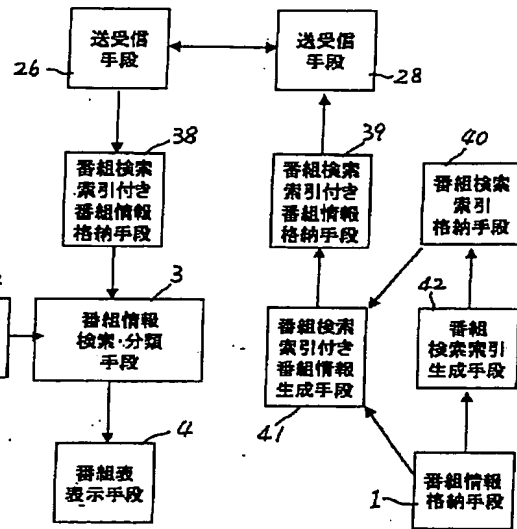 送受信
手段
26
送受信
手段
28
38
番組検索
索引付き
番組情報
格納手段
39
番組検索
索引付き
番組情報
格納手段
40
番組検索
索引
格納手段
3
番組情報
検索・分類
手段
番組検索
索引付き
番組情報
生成手段
41
42
番組
検索索引
生成手段
4
番組表
表示手段
1
番組情報
格納手段